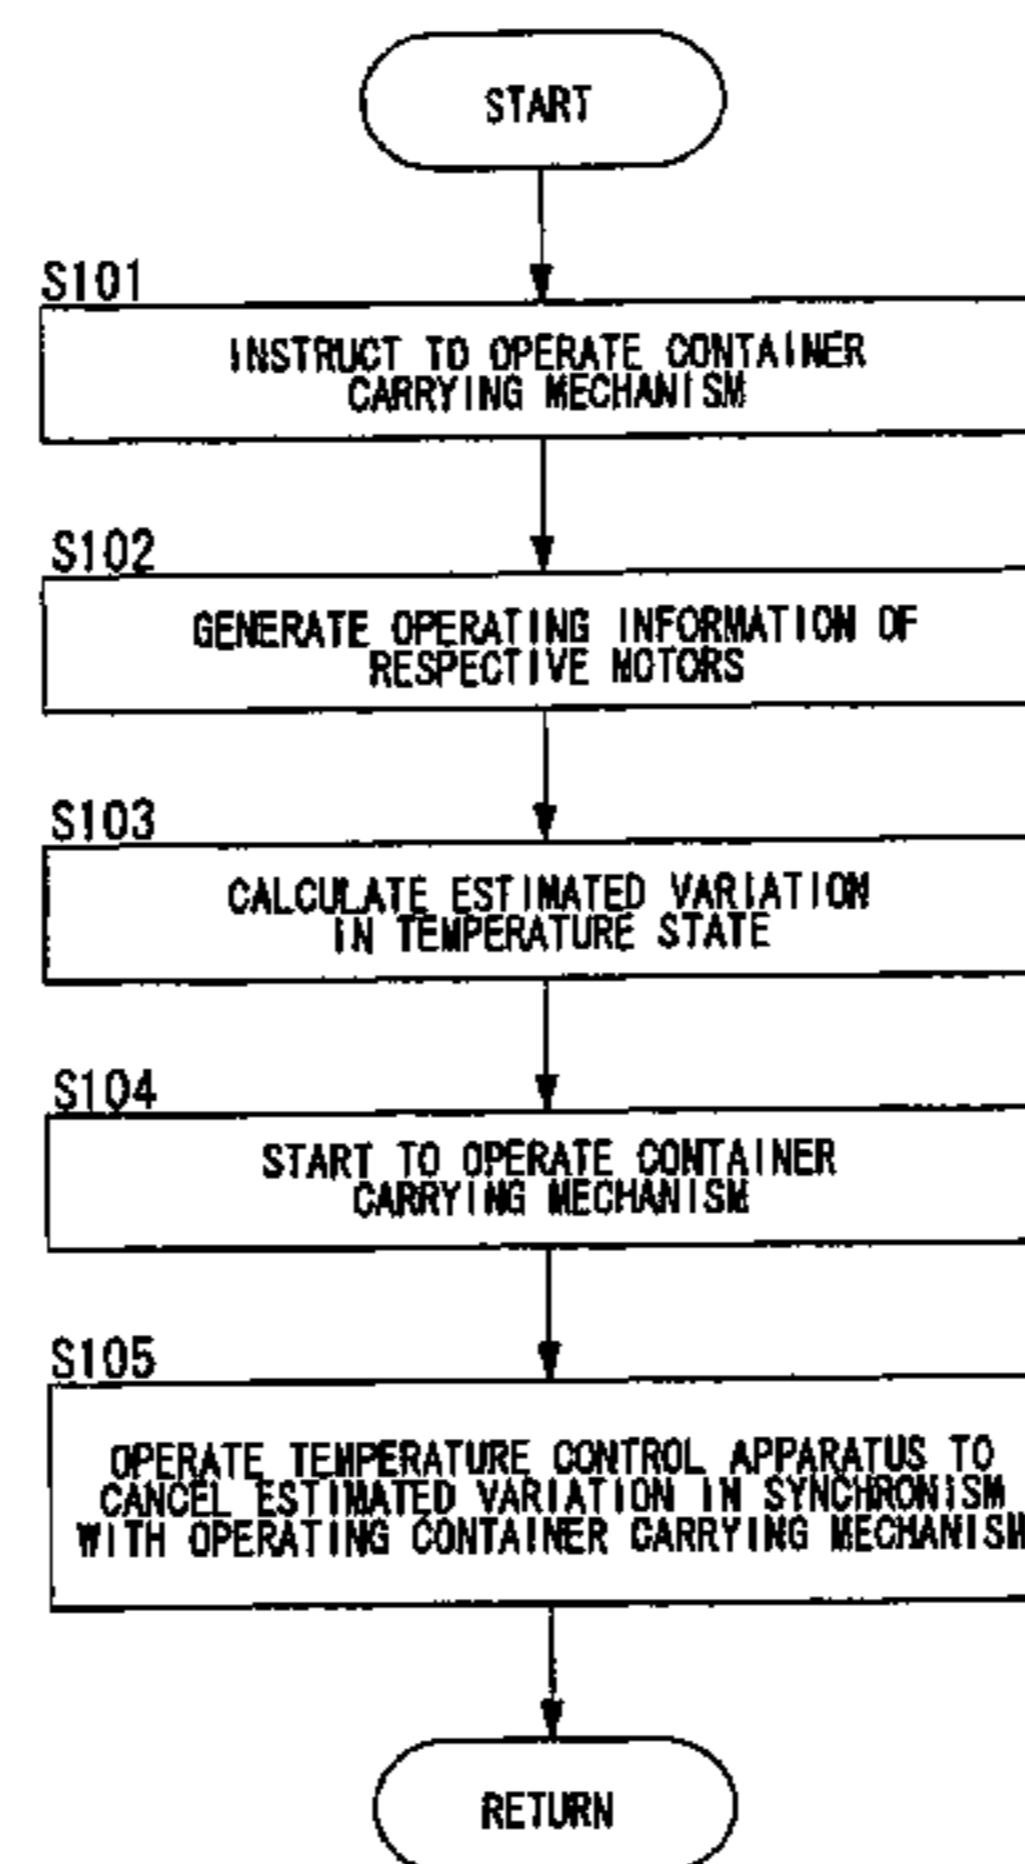 START
S101
INSTRUCT TO OPERATE CONTAINER
CARRYING MECHANISM
S102
GENERATE OPERATING INFORMATION OF
RESPECTIVE MOTORS
S103
CALCULATE ESTIMATED VARIATION
IN TEMPERATURE STATE
S104
START TO OPERATE CONTAINER
CARRYING MECHANISM
S105
OPERATE TEMPERATURE CONTROL APPARATUS TO
CANCEL ESTIMATED VARIATION IN SYNCHRONISM
WITH OPERATING CONTAINER CARRYING MECHANISM
RETURN